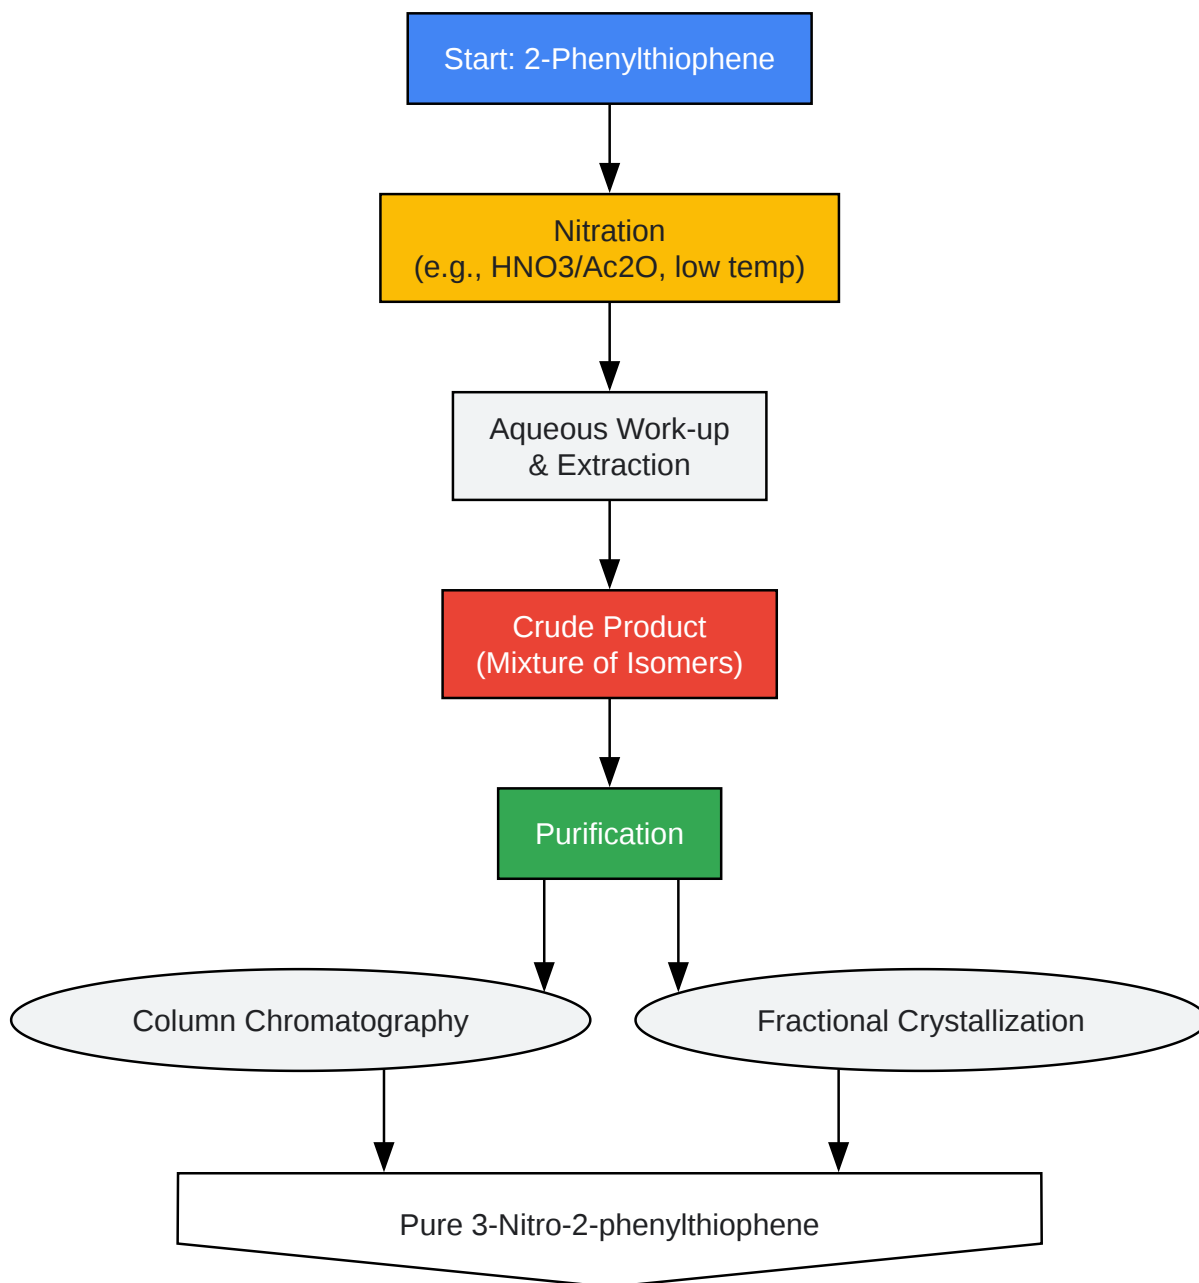 Start: 2-Phenylthiophene
Nitration
(e.g., HNO3/Ac2O, low temp)
Aqueous Work-up
& Extraction
Crude Product
(Mixture of Isomers)
Purification
Column Chromatography
Fractional Crystallization
Pure 3-Nitro-2-phenylthiophene